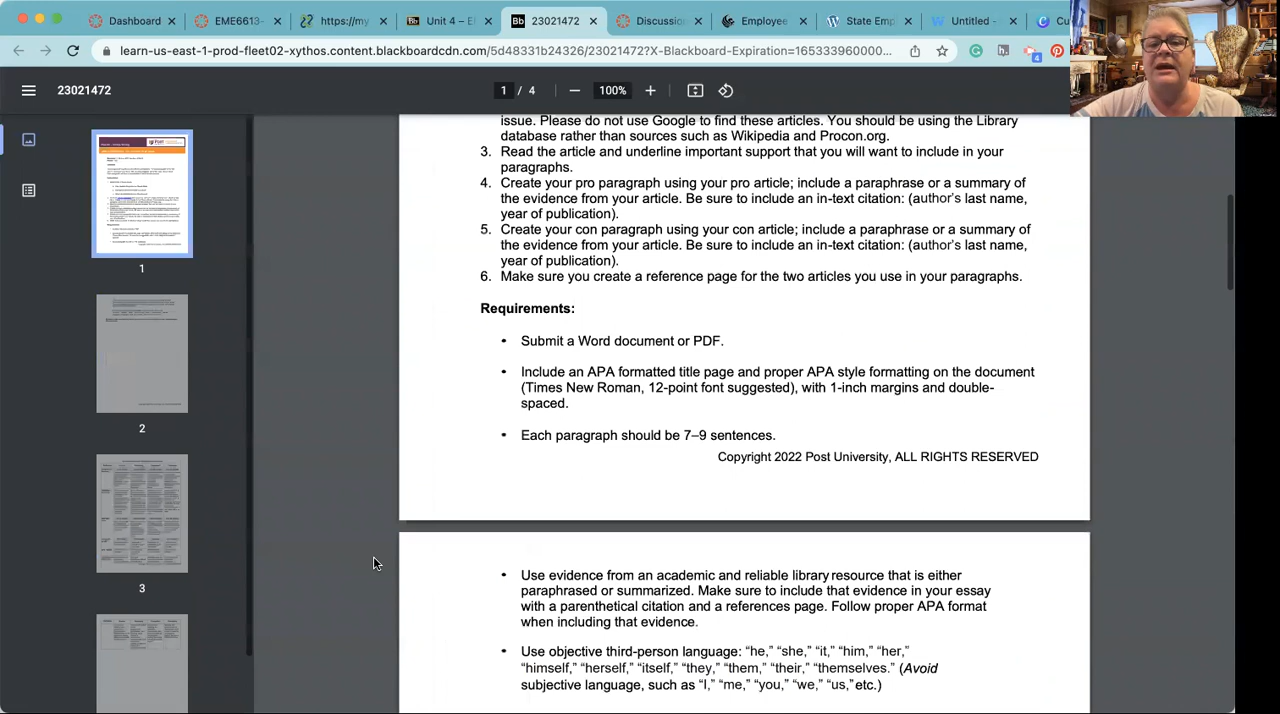 Dashboard
EME6613-
https://my
Unit 4 – E
23021472
Discussion
Employee
State Emp
Untitled -
Cu
learn-us-east-1-prod-fleet02-xythos.content.blackboardcdn.com/5d48331b24326/23021472?X-Blackboard-Expiration=165333960000...
4
23021472
1 / 4
100%
issue. Please do not use Google to find these articles. You should be using the Library
database rather than sources such as Wikipedia and Procon.org.
3. Read the article and underline important support that you will want to include in your
paragraphs.
4. Create your pro paragraph using your pro article; include a paraphrase or a summary of
the evidence from your article. Be sure to include an in-text citation: (author's last name,
year of publication).
5. Create your con paragraph using your con article; include a paraphrase or a summary of
the evidence from your article. Be sure to include an in-text citation: (author's last name,
year of publication).
6. Make sure you create a reference page for the two articles you use in your paragraphs.
Requirements:
• Submit a Word document or PDF.
• Include an APA formatted title page and proper APA style formatting on the document
(Times New Roman, 12-point font suggested), with 1-inch margins and double-
spaced.
• Each paragraph should be 7–9 sentences.
Copyright 2022 Post University, ALL RIGHTS RESERVED
• Use evidence from an academic and reliable library resource that is either
paraphrased or summarized. Make sure to include that evidence in your essay
with a parenthetical citation and a references page. Follow proper APA format
when including that evidence.
• Use objective third-person language: “he,” “she,” “it,” “him,” “her,”
“himself,” “herself,” “itself,” “they,” “them,” “their,” “themselves.” (Avoid
subjective language, such as “I,” “me,” “you,” “we,” “us,” etc.)
1
2
3